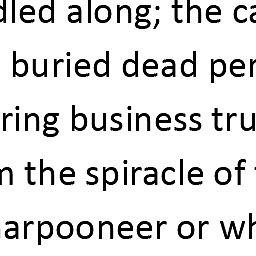 dled along; the ca
buried dead per
ring business tru
m the spiracle of
arpooneer or wh